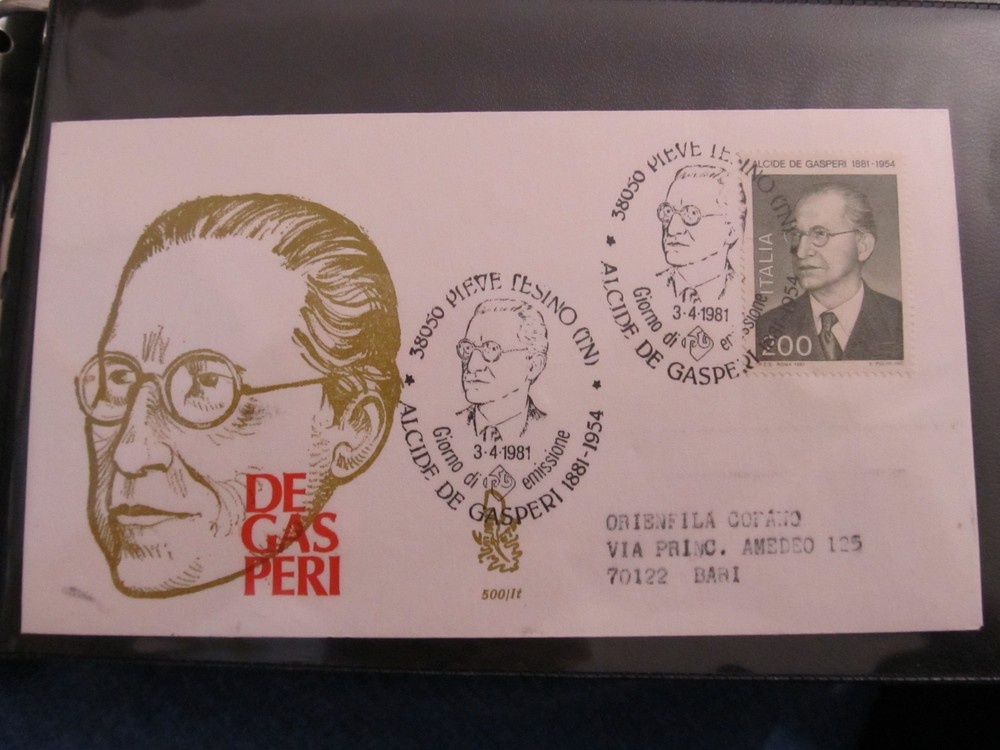 ALCIDE DE GASPERI 1881-1954
ITALIA
200
38050 PIEVE TESINO (TN)
3·4·1981
Giorno di emissione
ALCIDE DE GASPERI 1881-1954
38050 PIEVE TESINO (TN)
3·4·1981
Giorno di emissione
ALCIDE DE GASPERI 1881-1954
DE
GAS
PERI
500/It
ORIENFILA COFANO
VIA PRINC. AMEDEO 125
70122 BARI